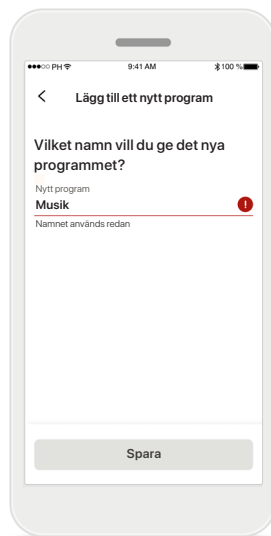 PH 9:41 AM 100 %
Lägg till ett nytt program
Vilket namn vill du ge det nya
programmet?
Nytt program
Musik !
Namnet används redan
Spara